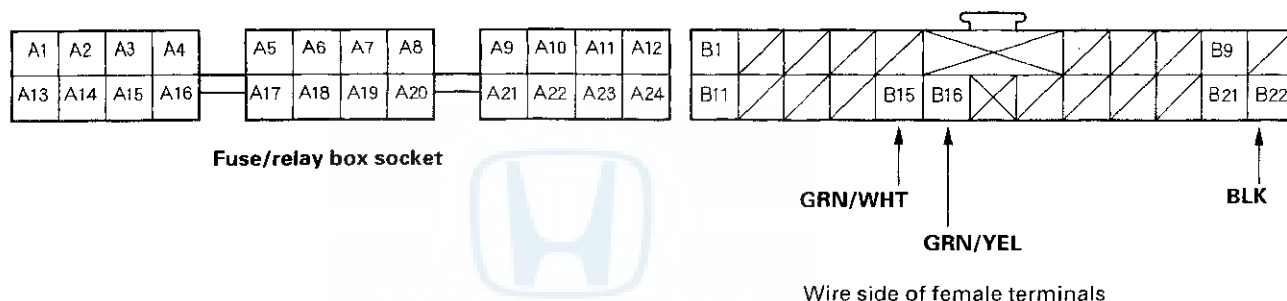 A1 A2 A3 A4 A5 A6 A7 A8 A9 A10 A11 A12 B1 B9
A13 A14 A15 A16 A17 A18 A19 A20 A21 A22 A23 A24 B11 B15 B16 B21 B22
Fuse/relay box socket
GRN/WHT BLK
GRN/YEL
Wire side of female terminals